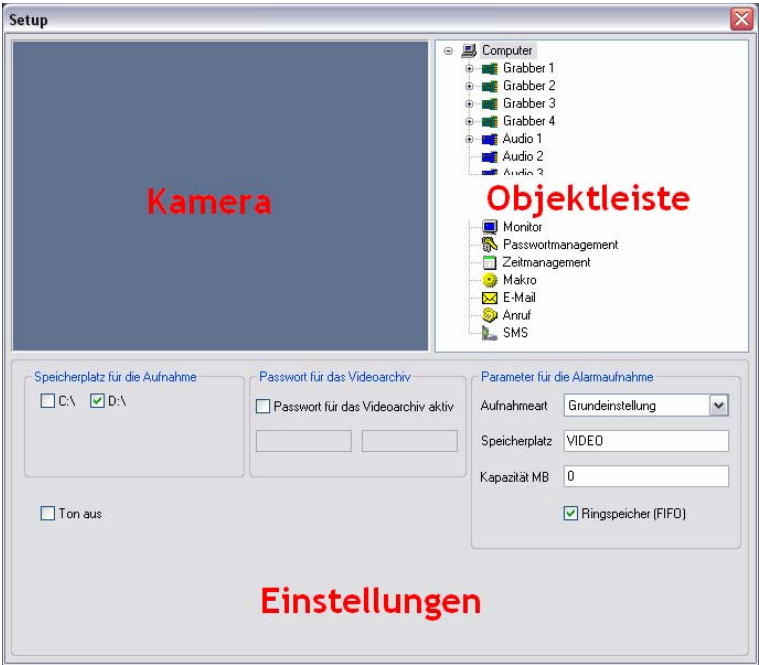 Setup
Kamera
Computer
Grabber 1
Grabber 2
Grabber 3
Grabber 4
Audio 1
Audio 2
Audio 3
Objektleiste
Monitor
Passwortmanagement
Zeitmanagement
Makro
E-Mail
Anruf
SMS
Speicherplatz für die Aufnahme
C:\ D:\
Passwort für das Videoarchiv
Passwort für das Videoarchiv aktiv
Parameter für die Alarmaufnahme
Aufnahmeart Grundeinstellung
Speicherplatz VIDEO
Kapazität MB 0
Ringspeicher (FIFO)
Ton aus
Einstellungen